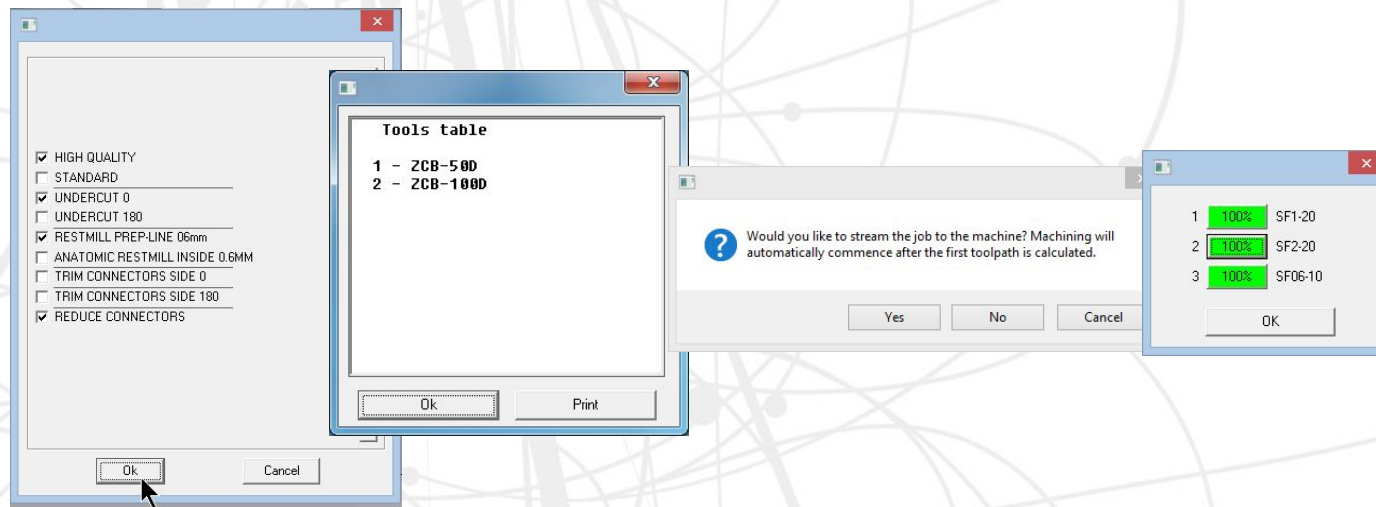 HIGH QUALITY
STANDARD
UNDERCUT 0
UNDERCUT 180
RESTMILL PREP-LINE 06mm
ANATOMIC RESTMILL INSIDE 0.6MM
TRIM CONNECTORS SIDE 0
TRIM CONNECTORS SIDE 180
REDUCE CONNECTORS
Ok Cancel
Tools table
1 - ZCB-50D
2 - ZCB-100D
Ok Print
Would you like to stream the job to the machine? Machining will
automatically commence after the first toolpath is calculated.
Yes No Cancel
1 100% SF1-20
2 100% SF2-20
3 100% SF06-10
OK